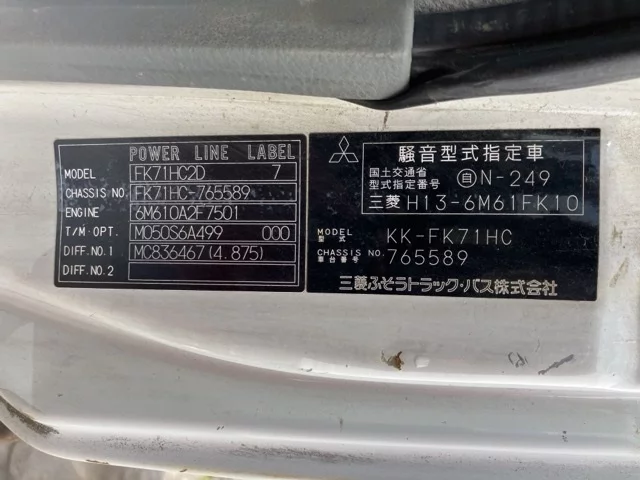 POWER LINE LABEL
MODEL FK71HC2D 7
CHASSIS NO. FK71HC-765589
ENGINE 6M610A2F7501
T/M・OPT. M050S6A499 000
DIFF.NO.1 MC836467(4.875)
DIFF.NO.2
騒音型式指定車
国土交通省
型式指定番号 自N-249
三菱 H13-6M61FK10
MODEL
型式 KK-FK71HC
CHASSIS NO.
車台番号 765589
三菱ふそうトラック・バス株式会社